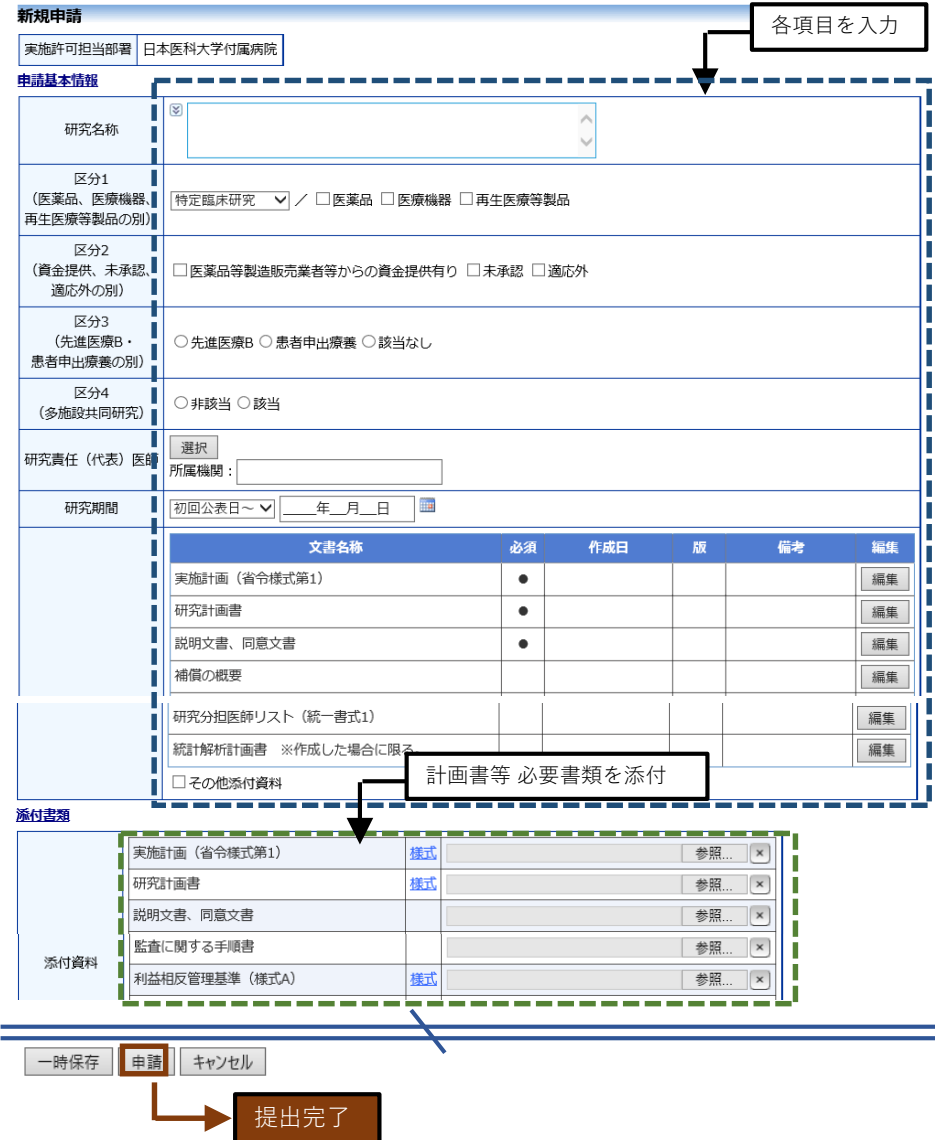 新規申請
各項目を入力
実施許可担当部署 日本医科大学付属病院
申請基本情報
研究名称
区分1
(医薬品、医療機器、
再生医療等製品の別)
特定臨床研究 / 医薬品 医療機器 再生医療等製品
区分2
(資金提供、未承認、
適応外の別)
医薬品等製造販売業者等からの資金提供有り 未承認 適応外
区分3
(先進医療B・
患者申出療養の別)
先進医療B 患者申出療養 該当なし
区分4
(多施設共同研究)
非該当 該当
研究責任(代表)医師
選択
所属機関:
研究期間
初回公表日~ ____年__月__日
文書名称 必須 作成日 版 備考 編集
実施計画(省令様式第1) ● 編集
研究計画書 ● 編集
説明文書、同意文書 ● 編集
補償の概要 編集
研究分担医師リスト(統一書式1) 編集
統計解析計画書 ※作成した場合に限る 編集
その他添付資料
計画書等 必要書類を添付
添付書類
添付資料
実施計画(省令様式第1) 様式 参照... ×
研究計画書 様式 参照... ×
説明文書、同意文書 参照... ×
監査に関する手順書 参照... ×
利益相反管理基準(様式A) 様式 参照... ×
一時保存 申請 キャンセル
提出完了